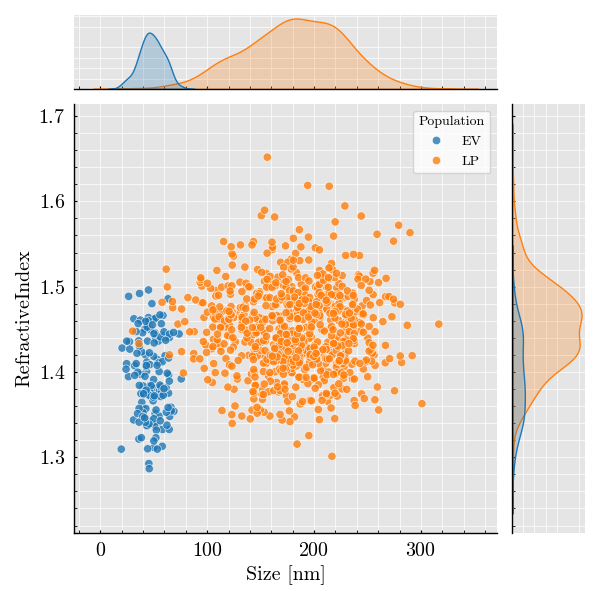 1.7
1.6
1.5
1.4
1.3
RefractiveIndex
Population
EV
LP
0 100 200 300
Size [nm]